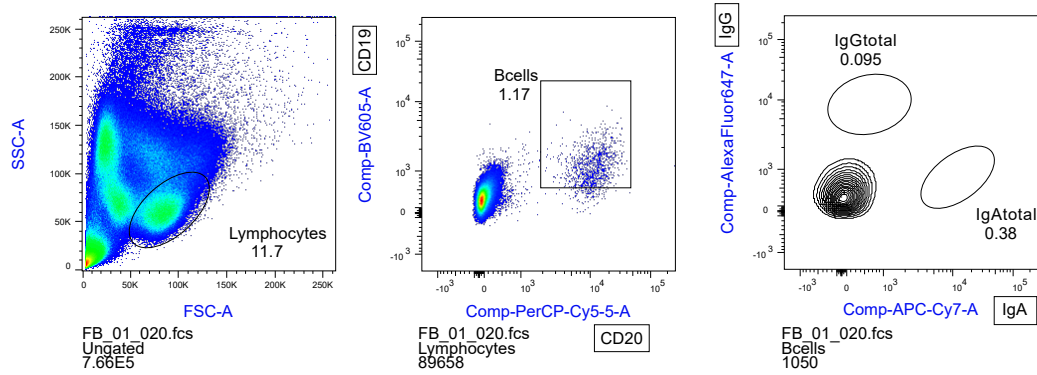 250K
200K
150K
100K
50K
0
SSC-A
Lymphocytes
11.7
0
50K
100K
150K
200K
250K
FSC-A
FB_01_020.fcs
Ungated
7.66E5
CD19
Comp-BV605-A
10^5
10^4
10^3
0
-10^3
Bcells
1.17
-10^3
0
10^3
10^4
10^5
Comp-PerCP-Cy5-5-A
CD20
FB_01_020.fcs
Lymphocytes
89658
IgG
Comp-AlexaFluor647-A
10^5
10^4
10^3
0
-10^3
IgGtotal
0.095
IgAtotal
0.38
-10^3
0
10^3
10^4
10^5
Comp-APC-Cy7-A
IgA
FB_01_020.fcs
Bcells
1050